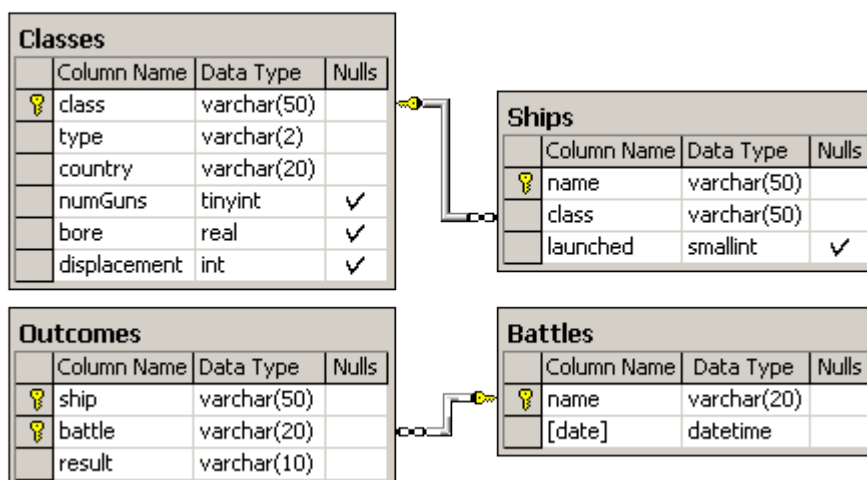 Classes
Column Name Data Type Nulls
class varchar(50)
type varchar(2)
country varchar(20)
numGuns tinyint
bore real
displacement int
Ships
Column Name Data Type Nulls
name varchar(50)
class varchar(50)
launched smallint
Outcomes
Column Name Data Type Nulls
ship varchar(50)
battle varchar(20)
result varchar(10)
Battles
Column Name Data Type Nulls
name varchar(20)
[date] datetime